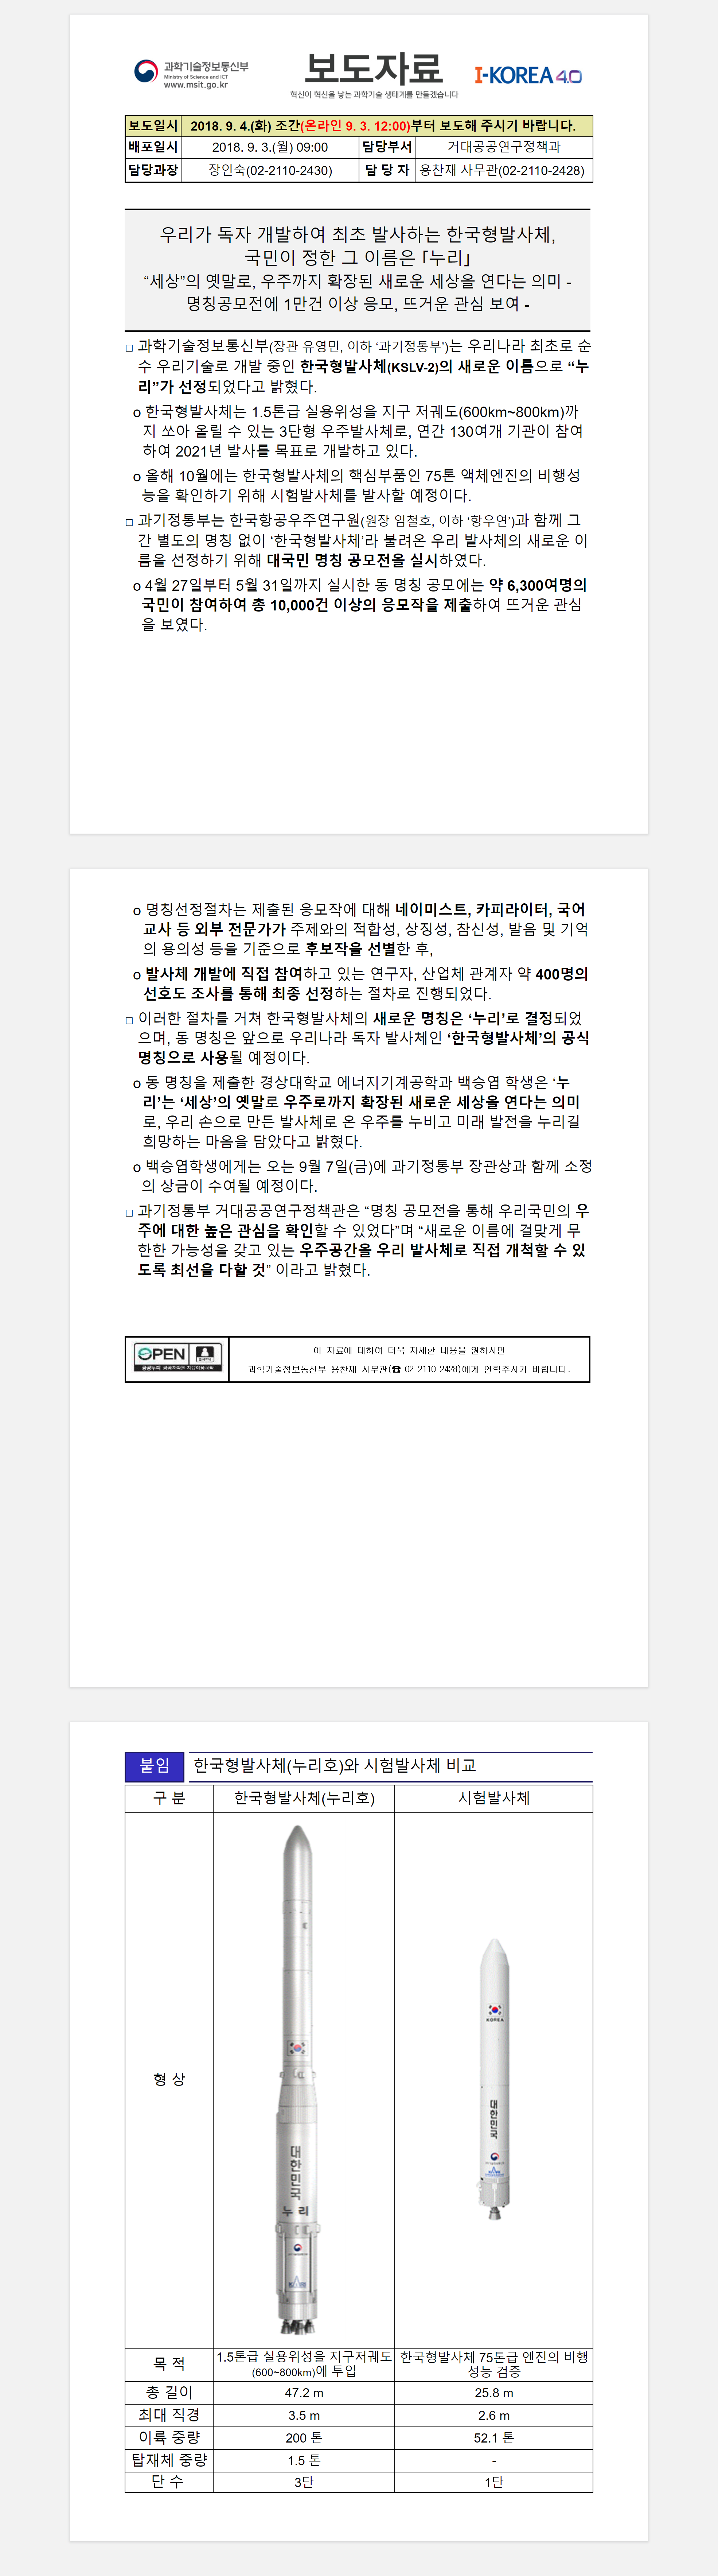 과학기술정보통신부
Ministry of Science and ICT
www.msit.go.kr
보도자료
혁신이 혁신을 낳는 과학기술 생태계를 만들겠습니다
I-KOREA 4.0
보도일시 2018. 9. 4.(화) 조간(온라인 9. 3. 12:00)부터 보도해 주시기 바랍니다.
배포일시 2018. 9. 3.(월) 09:00 담당부서 거대공공연구정책과
담당과장 장인숙(02-2110-2430) 담 당 자 용찬재 사무관(02-2110-2428)
우리가 독자 개발하여 최초 발사하는 한국형발사체,
국민이 정한 그 이름은 「누리」
“세상”의 옛말로, 우주까지 확장된 새로운 세상을 연다는 의미 -
명칭공모전에 1만건 이상 응모, 뜨거운 관심 보여 -
□ 과학기술정보통신부(장관 유영민, 이하 ‘과기정통부’)는 우리나라 최초로 순
수 우리기술로 개발 중인 한국형발사체(KSLV-2)의 새로운 이름으로 “누
리”가 선정되었다고 밝혔다.
o 한국형발사체는 1.5톤급 실용위성을 지구 저궤도(600km~800km)까
지 쏘아 올릴 수 있는 3단형 우주발사체로, 연간 130여개 기관이 참여
하여 2021년 발사를 목표로 개발하고 있다.
o 올해 10월에는 한국형발사체의 핵심부품인 75톤 액체엔진의 비행성
능을 확인하기 위해 시험발사체를 발사할 예정이다.
□ 과기정통부는 한국항공우주연구원(원장 임철호, 이하 ‘항우연’)과 함께 그
간 별도의 명칭 없이 ‘한국형발사체’라 불려온 우리 발사체의 새로운 이
름을 선정하기 위해 대국민 명칭 공모전을 실시하였다.
o 4월 27일부터 5월 31일까지 실시한 동 명칭 공모에는 약 6,300여명의
국민이 참여하여 총 10,000건 이상의 응모작을 제출하여 뜨거운 관심
을 보였다.
o 명칭선정절차는 제출된 응모작에 대해 네이미스트, 카피라이터, 국어
교사 등 외부 전문가가 주제와의 적합성, 상징성, 참신성, 발음 및 기억
의 용의성 등을 기준으로 후보작을 선별한 후,
o 발사체 개발에 직접 참여하고 있는 연구자, 산업체 관계자 약 400명의
선호도 조사를 통해 최종 선정하는 절차로 진행되었다.
□ 이러한 절차를 거쳐 한국형발사체의 새로운 명칭은 ‘누리’로 결정되었
으며, 동 명칭은 앞으로 우리나라 독자 발사체인 ‘한국형발사체’의 공식
명칭으로 사용될 예정이다.
o 동 명칭을 제출한 경상대학교 에너지기계공학과 백승엽 학생은 ‘누
리’는 ‘세상’의 옛말로 우주로까지 확장된 새로운 세상을 연다는 의미
로, 우리 손으로 만든 발사체로 온 우주를 누비고 미래 발전을 누리길
희망하는 마음을 담았다고 밝혔다.
o 백승엽학생에게는 오는 9월 7일(금)에 과기정통부 장관상과 함께 소정
의 상금이 수여될 예정이다.
□ 과기정통부 거대공공연구정책관은 “명칭 공모전을 통해 우리국민의 우
주에 대한 높은 관심을 확인할 수 있었다”며 “새로운 이름에 걸맞게 무
한한 가능성을 갖고 있는 우주공간을 우리 발사체로 직접 개척할 수 있
도록 최선을 다할 것” 이라고 밝혔다.
OPEN
이 자료에 대하여 더욱 자세한 내용을 원하시면
과학기술정보통신부 용찬재 사무관(☎ 02-2110-2428)에게 연락주시기 바랍니다.
붙임 한국형발사체(누리호)와 시험발사체 비교
구 분 한국형발사체(누리호) 시험발사체
형 상
대한민국
누리
KOREA
대한민국
목 적 1.5톤급 실용위성을 지구저궤도 (600~800km)에 투입 한국형발사체 75톤급 엔진의 비행 성능 검증
총 길이 47.2 m 25.8 m
최대 직경 3.5 m 2.6 m
이륙 중량 200 톤 52.1 톤
탑재체 중량 1.5 톤 -
단 수 3단 1단